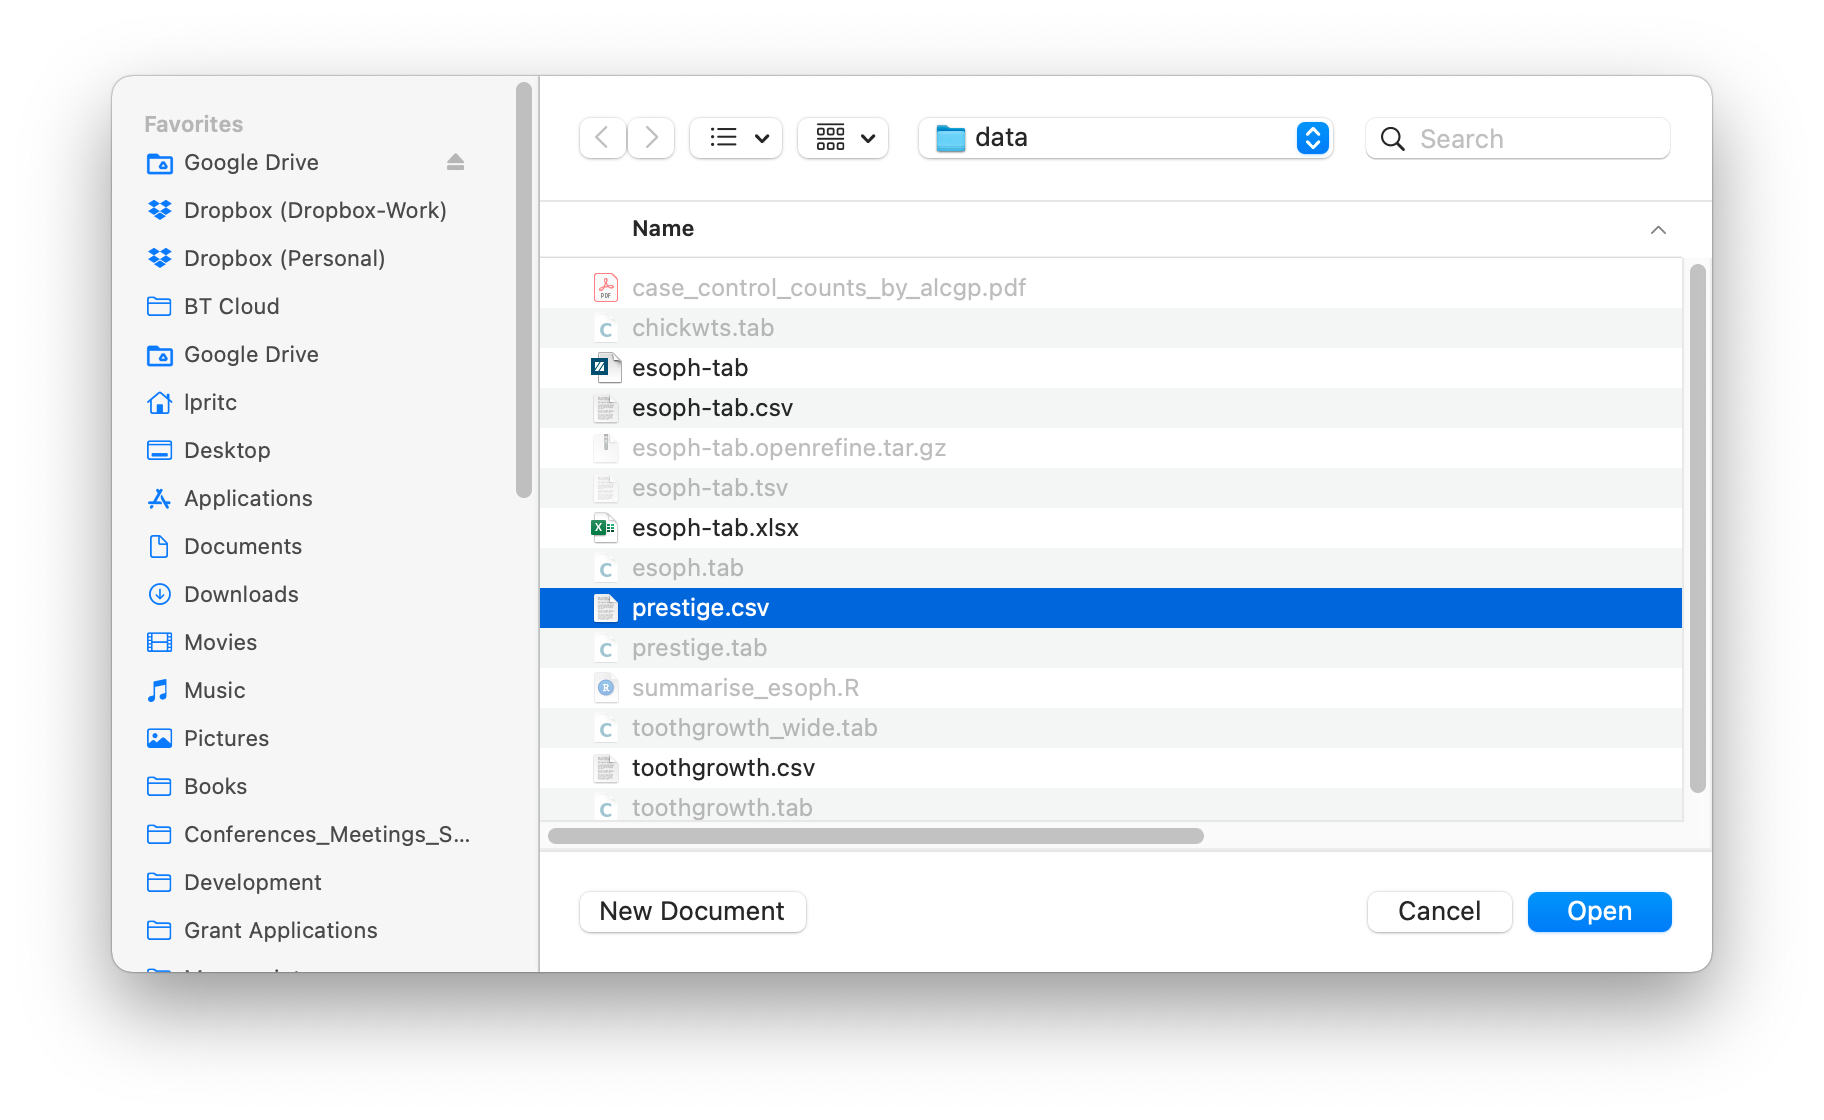 Favorites
Google Drive
Dropbox (Dropbox-Work)
Dropbox (Personal)
BT Cloud
Google Drive
lpritc
Desktop
Applications
Documents
Downloads
Movies
Music
Pictures
Books
Conferences_Meetings_S...
Development
Grant Applications
data
Search
Name
case_control_counts_by_alcgp.pdf
chickwts.tab
esoph-tab
esoph-tab.csv
esoph-tab.openrefine.tar.gz
esoph-tab.tsv
esoph-tab.xlsx
esoph.tab
prestige.csv
prestige.tab
summarise_esoph.R
toothgrowth_wide.tab
toothgrowth.csv
toothgrowth.tab
New Document
Cancel
Open